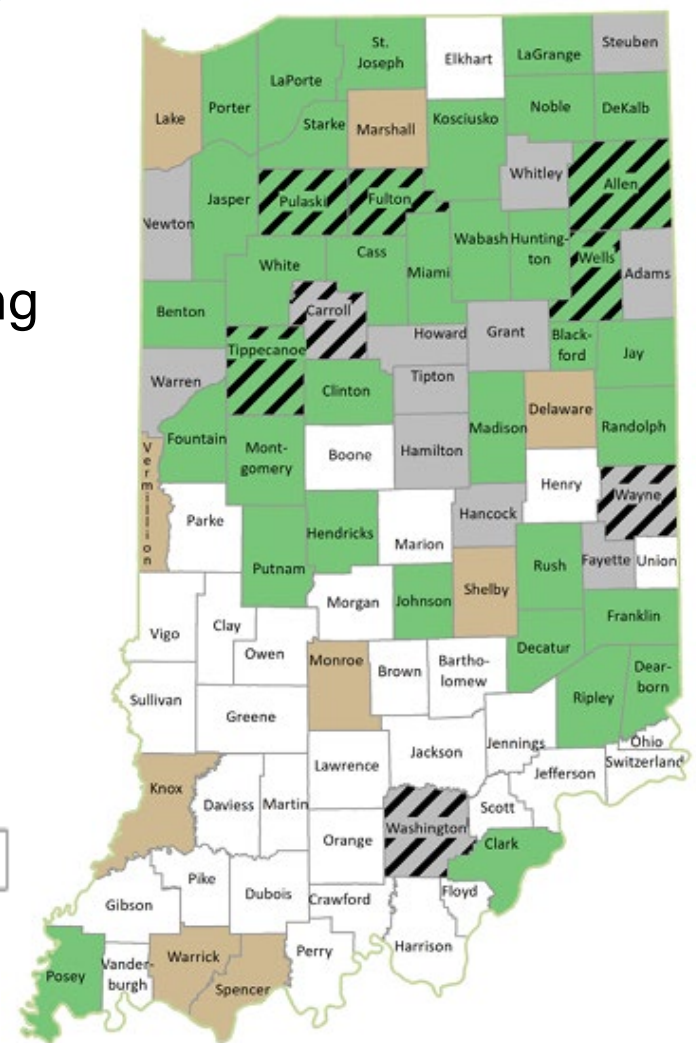 St.
Joseph
Elkhart
LaGrange
Steuben
LaPorte
Porter
Lake
Starke
Marshall
Kosciusko
Noble
DeKalb
Whitley
Allen
Newton
Jasper
Pulaski
Fulton
White
Cass
Miami
Wabash
Hunting-
ton
Wells
Adams
ng
Benton
Carroll
Howard
Grant
Black-
ford
Jay
Tippecanoe
Warren
Clinton
Tipton
Delaware
Madison
Randolph
Fountain
Mont-
gomery
Boone
Hamilton
Henry
Wayne
Vermillion
Parke
Hendricks
Marion
Hancock
Rush
Fayette
Union
Putnam
Morgan
Johnson
Shelby
Franklin
Vigo
Clay
Owen
Monroe
Brown
Bartho-
lomew
Decatur
Dear-
born
Ripley
Sullivan
Greene
Jackson
Jennings
Ohio
Switzerland
Lawrence
Jefferson
Knox
Daviess
Martin
Scott
Washington
Orange
Clark
Pike
Dubois
Crawford
Floyd
Gibson
Harrison
Perry
Posey
Vander-
burgh
Warrick
Spencer